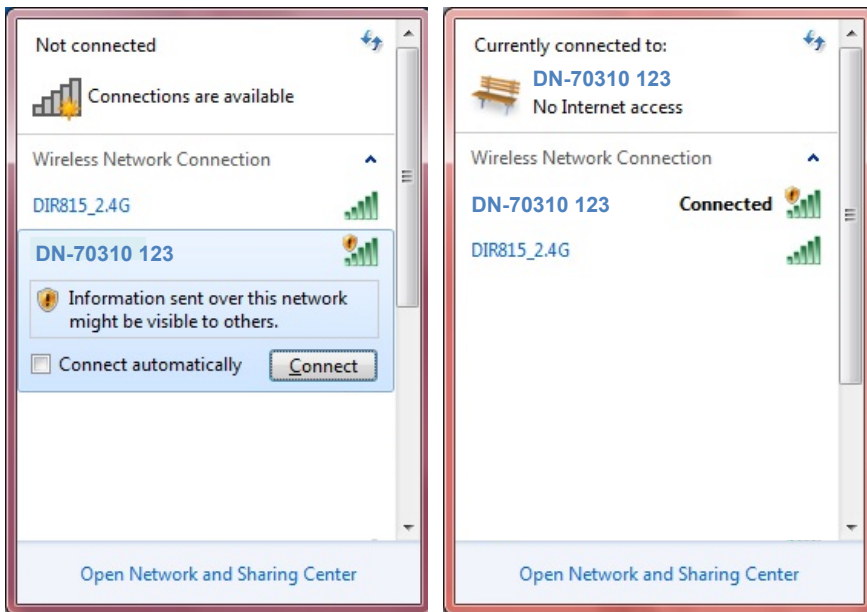 Not connected
Connections are available
Wireless Network Connection
DIR815_2.4G
DN-70310 123
Information sent over this network
might be visible to others.
Connect automatically
Connect
Open Network and Sharing Center
Currently connected to:
DN-70310 123
No Internet access
Wireless Network Connection
DN-70310 123 Connected
DIR815_2.4G
Open Network and Sharing Center